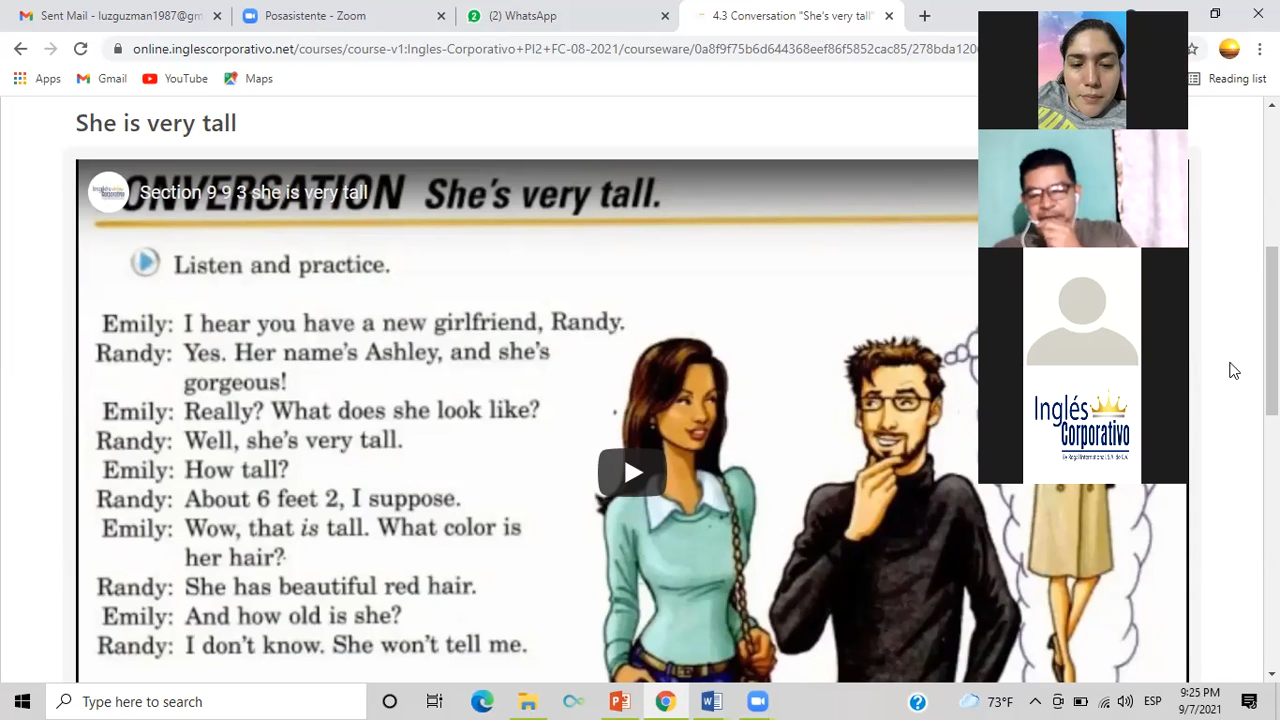 Sent Mail - luzguzman1987@gm
Posasistente - Zoom
2 (2) WhatsApp
4.3 Conversation "She's very tall"
online.inglescorporativo.net/courses/course-v1:Ingles-Corporativo+PI2+FC-08-2021/courseware/0a8f9f75b6d644368eef86f5852cac85/278bda120
Apps
Gmail
YouTube
Maps
Reading list
She is very tall
CONVERSATION She's very tall.
Section 9 9 3 she is very tall
Listen and practice.
Emily: I hear you have a new girlfriend, Randy.
Randy: Yes. Her name's Ashley, and she's
gorgeous!
Emily: Really? What does she look like?
Randy: Well, she's very tall.
Emily: How tall?
Randy: About 6 feet 2, I suppose.
Emily: Wow, that is tall. What color is
her hair?
Randy: She has beautiful red hair.
Emily: And how old is she?
Randy: I don't know. She won't tell me.
Inglés
Corporativo
Type here to search
73°F
ESP
9:25 PM
9/7/2021